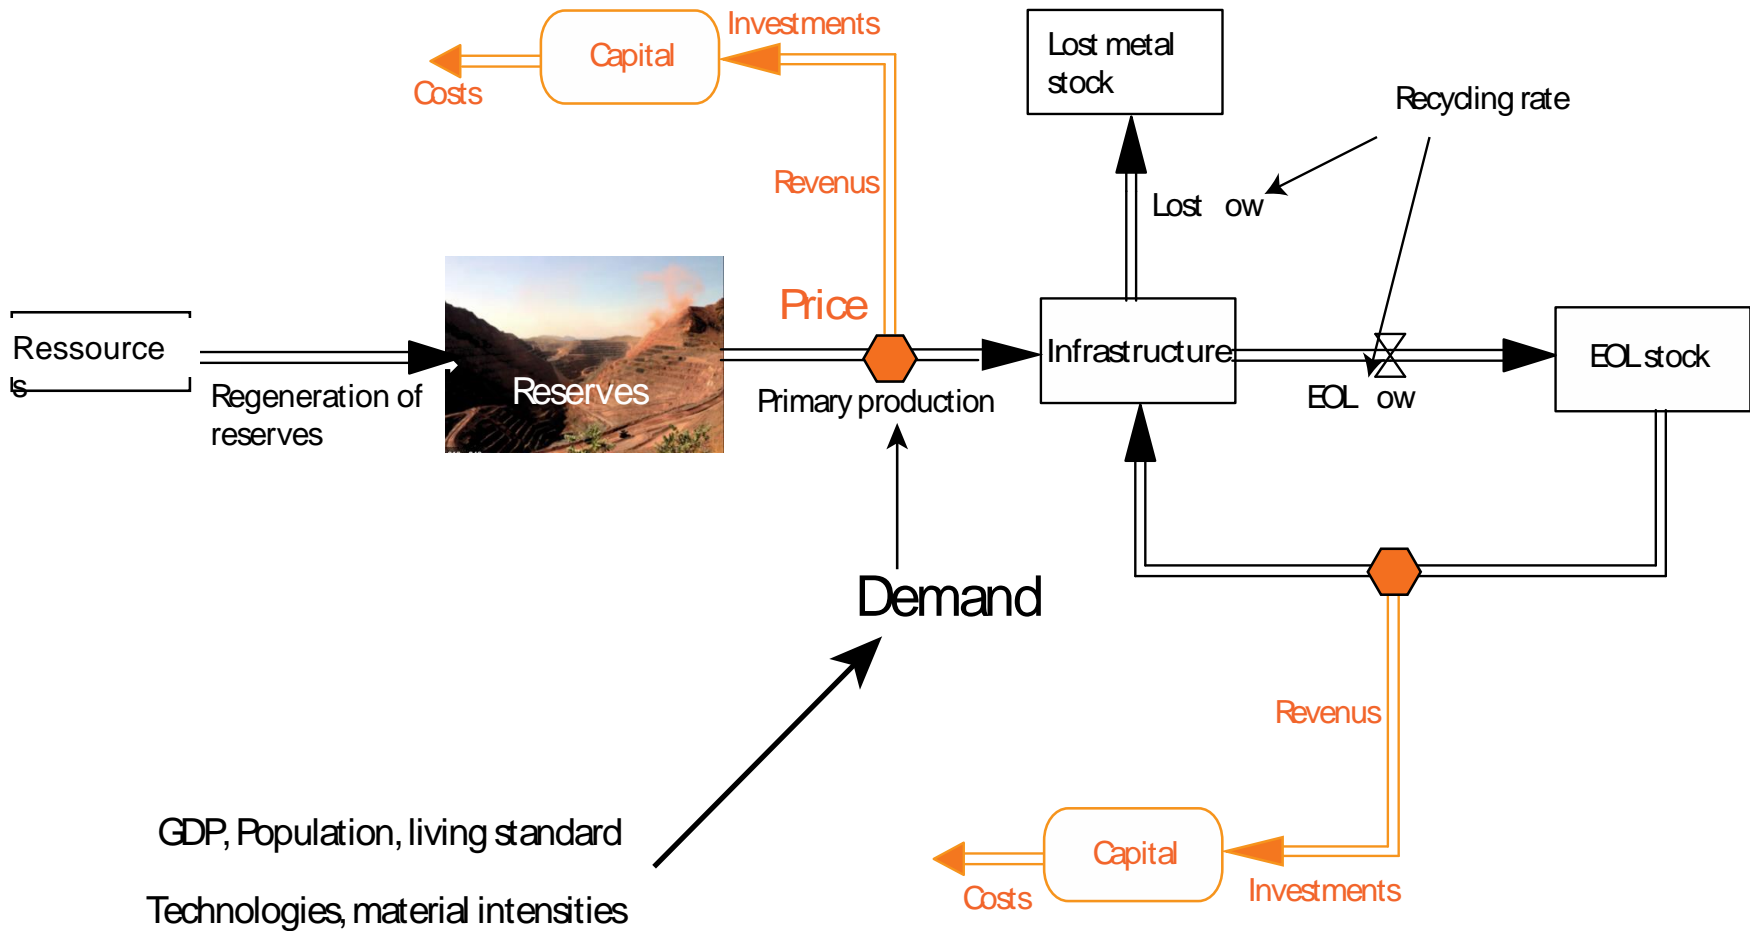 Investments
Capital
Costs
Lost metal
stock
Recycling rate
Revenus
Lost ow
Price
Ressource
s
Regeneration of
reserves
Reserves
Primary production
Infrastructure
EOL stock
EOL ow
Demand
Revenus
GDP, Population, living standard
Technologies, material intensities
Capital
Costs
Investments